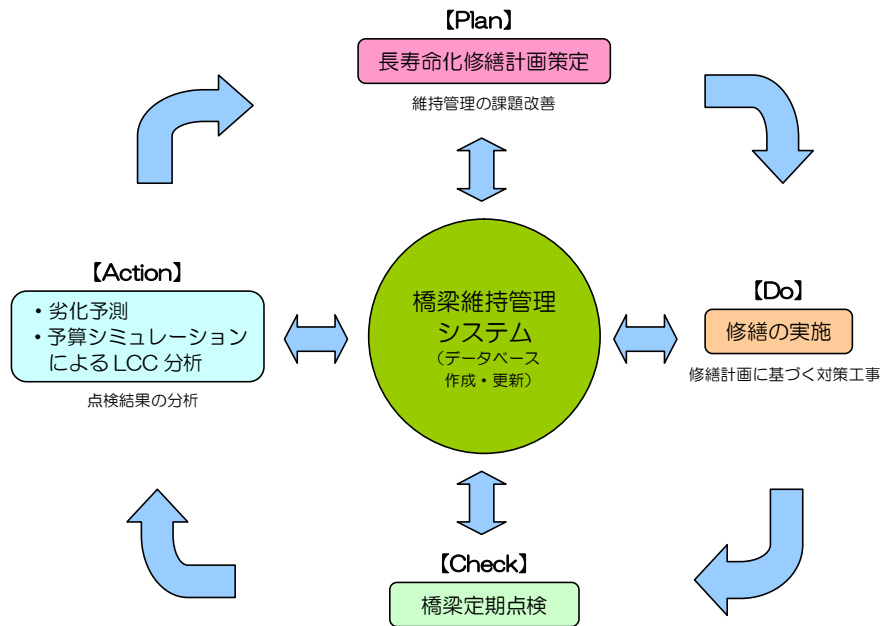 【Plan】
長寿命化修繕計画策定
維持管理の課題改善
【Action】
・劣化予測
・予算シミュレーション
による LCC 分析
点検結果の分析
橋梁維持管理
システム
（データベース
作成・更新）
【Do】
修繕の実施
修繕計画に基づく対策工事
【Check】
橋梁定期点検